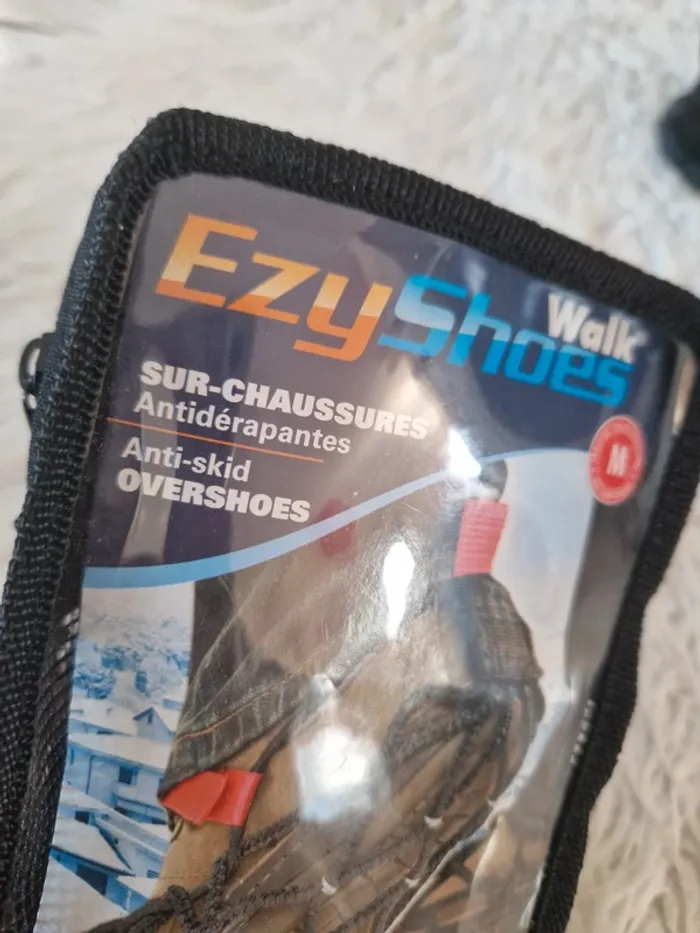 EzyShoes
Walk
SUR-CHAUSSURES
Antidérapantes
Anti-skid
OVERSHOES
M